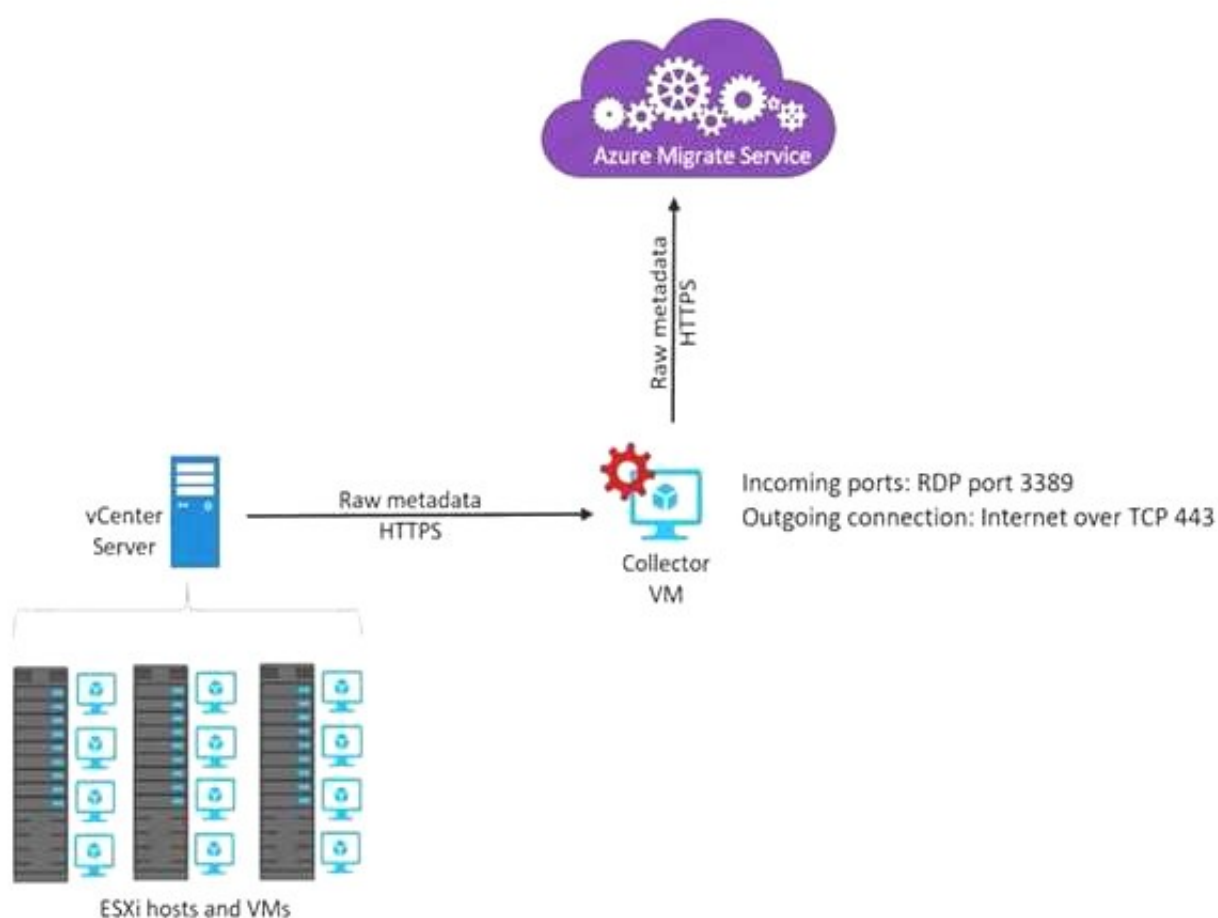 Azure Migrate Service
Raw metadata
HTTPS
vCenter
Server
Raw metadata
HTTPS
Collector
VM
Incoming ports: RDP port 3389
Outgoing connection: Internet over TCP 443
ESXi hosts and VMs